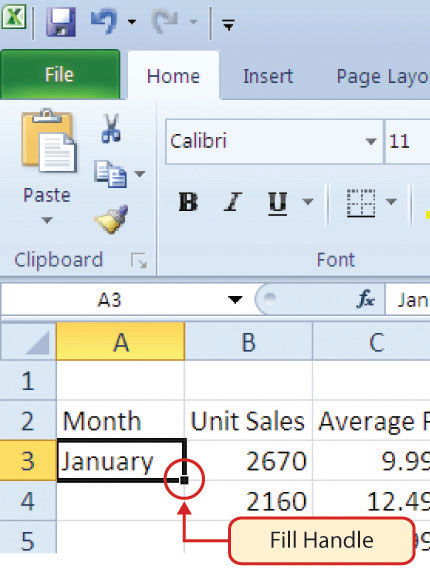 File Home Insert Page Layo
Calibri 11
Paste B I U
Clipboard Font
A3 fx Jan
A B C
1
2 Month Unit Sales Average P
3 January 2670 9.99
4 2160 12.49
5 99
Fill Handle